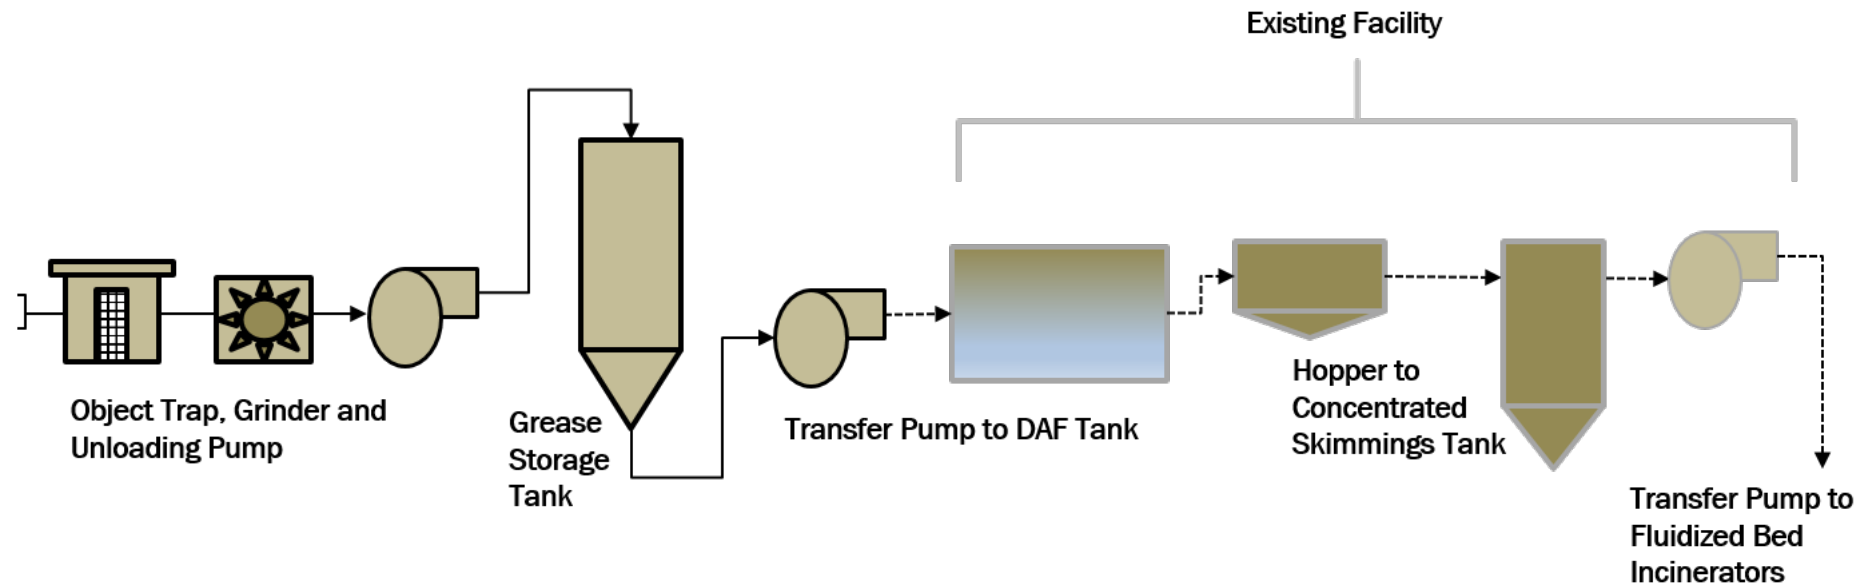 Existing Facility
Object Trap, Grinder and
Unloading Pump
Grease
Storage
Tank
Transfer Pump to DAF Tank
Hopper to
Concentrated
Skimmings Tank
Transfer Pump to
Fluidized Bed
Incinerators